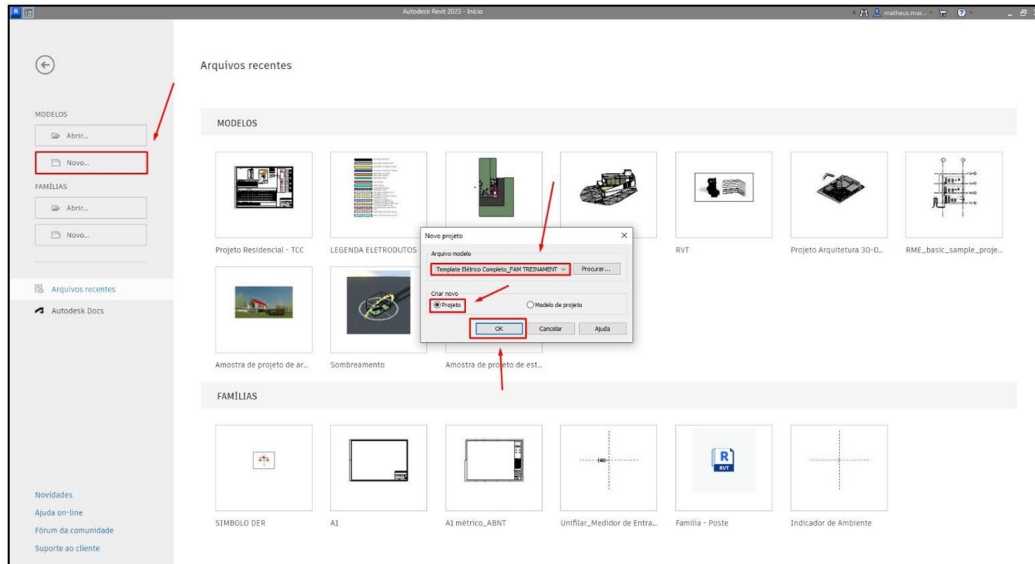 Autodesk Revit 2023 - Início
matheus.mar...
Arquivos recentes
MODELOS
Abrir...
Novo...
FAMÍLIAS
Abrir...
Novo...
Arquivos recentes
Autodesk Docs
Novidades
Ajuda on-line
Fórum da comunidade
Suporte ao cliente
MODELOS
Projeto Residencial - TCC
LEGENDA ELETRODUTOS
RVT
Projeto Arquitetura 3D-O...
RME_basic_sample_proje...
Amostra de projeto de ar...
Sombreamento
Amostra de projeto de est...
Novo projeto
Arquivo modelo
Template Elétrico Completo_FAM TREINAMENT
Procurar...
Criar novo
Projeto
Modelo de projeto
OK
Cancelar
Ajuda
FAMÍLIAS
R
RVT
SIMBOLO DER
A1
A1 métrico_ABNT
Unifilar_Medidor de Entra...
Família - Poste
Indicador de Ambiente